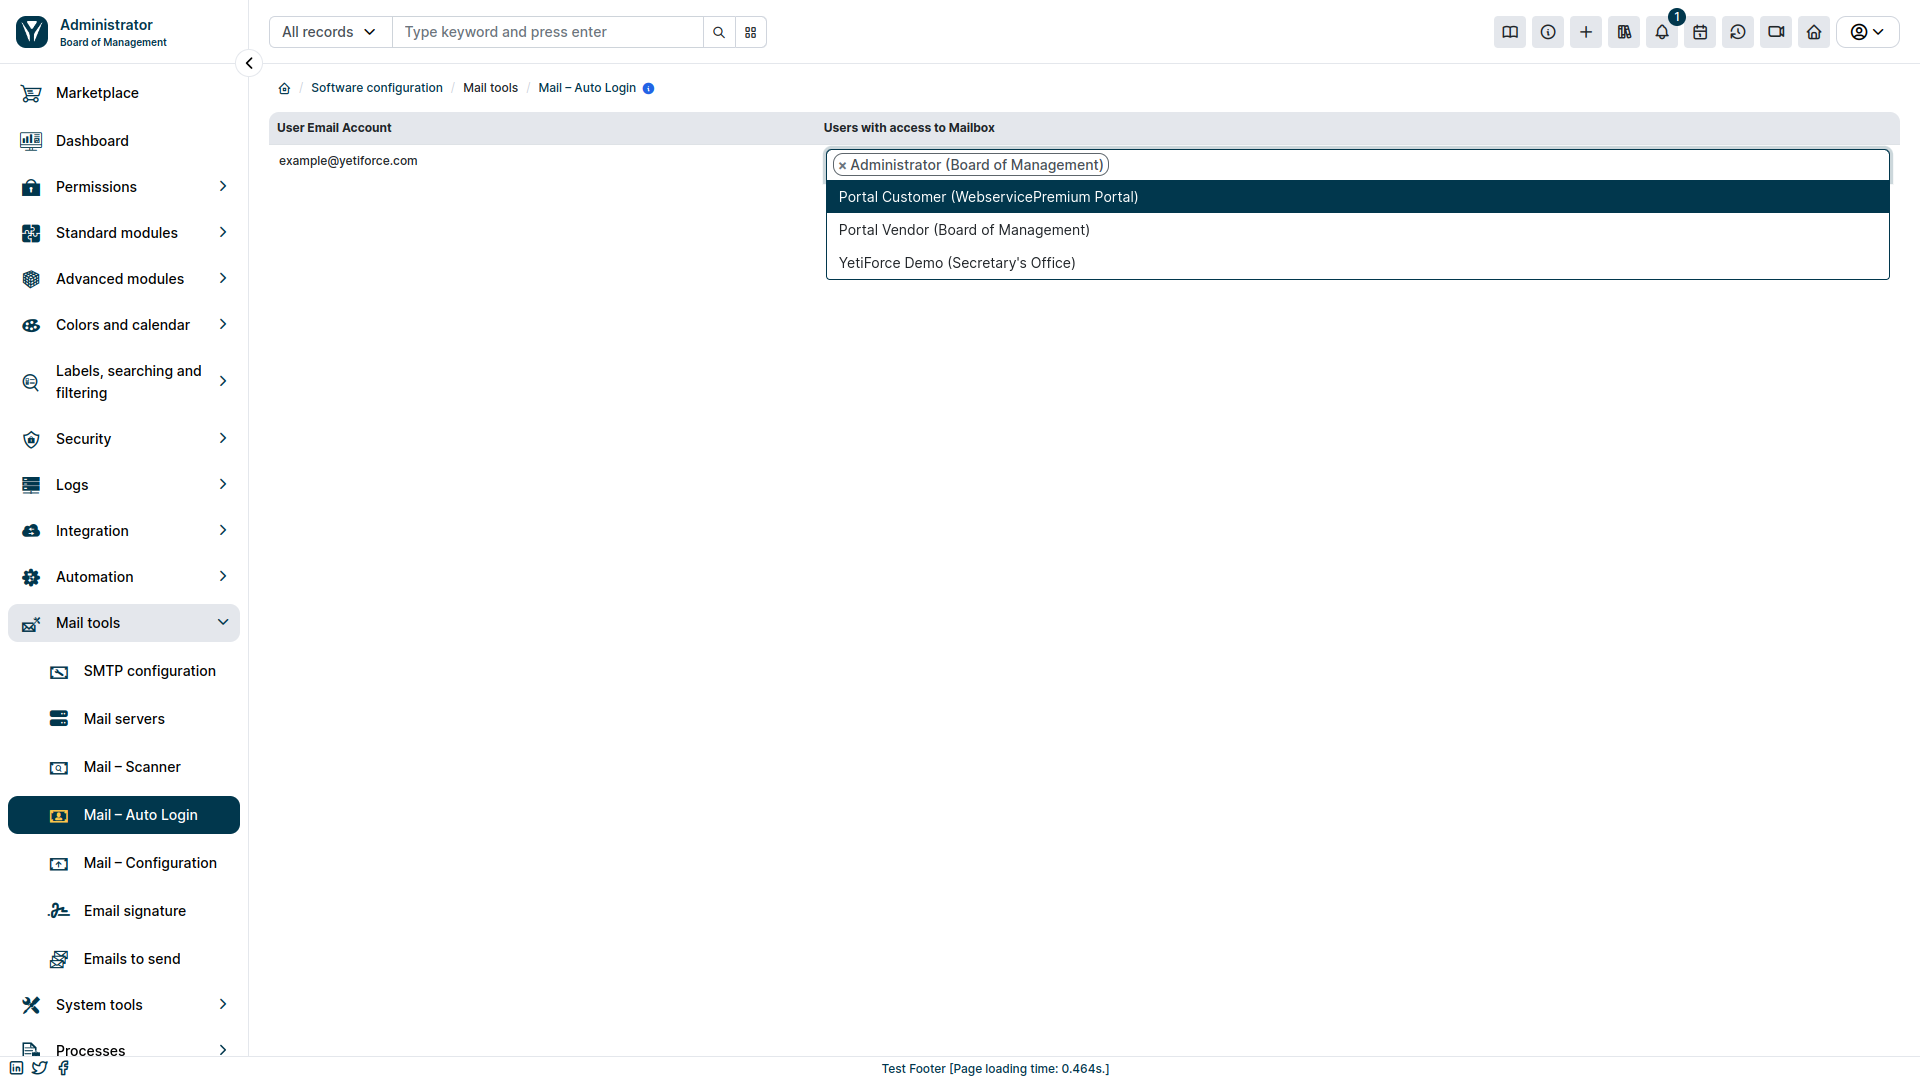 Administrator
Board of Management
All records
Type keyword and press enter
1
Software configuration / Mail tools / Mail – Auto Login
Marketplace
Dashboard
Permissions
Standard modules
Advanced modules
Colors and calendar
Labels, searching and
filtering
Security
Logs
Integration
Automation
Mail tools
SMTP configuration
Mail servers
Mail – Scanner
Mail – Auto Login
Mail – Configuration
Email signature
Emails to send
System tools
Processes
User Email Account
Users with access to Mailbox
example@yetiforce.com
× Administrator (Board of Management)
Portal Customer (WebservicePremium Portal)
Portal Vendor (Board of Management)
YetiForce Demo (Secretary's Office)
Test Footer [Page loading time: 0.464s.]